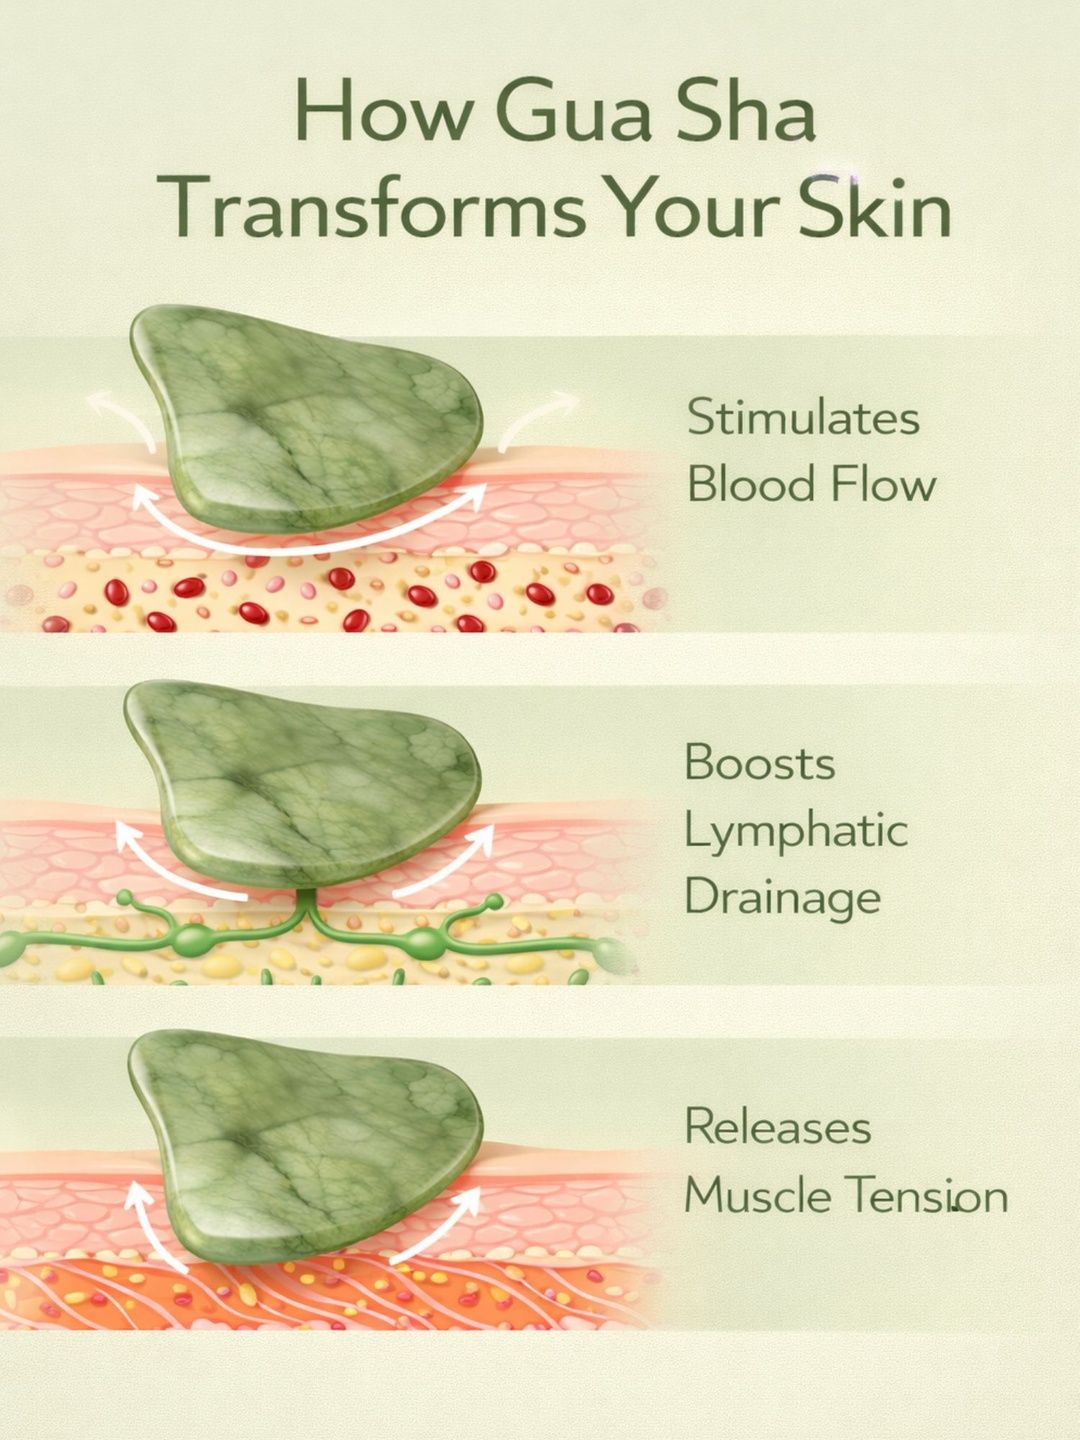 How Gua Sha
Transforms Your Skin
Stimulates
Blood Flow
Boosts
Lymphatic
Drainage
Releases
Muscle Tension